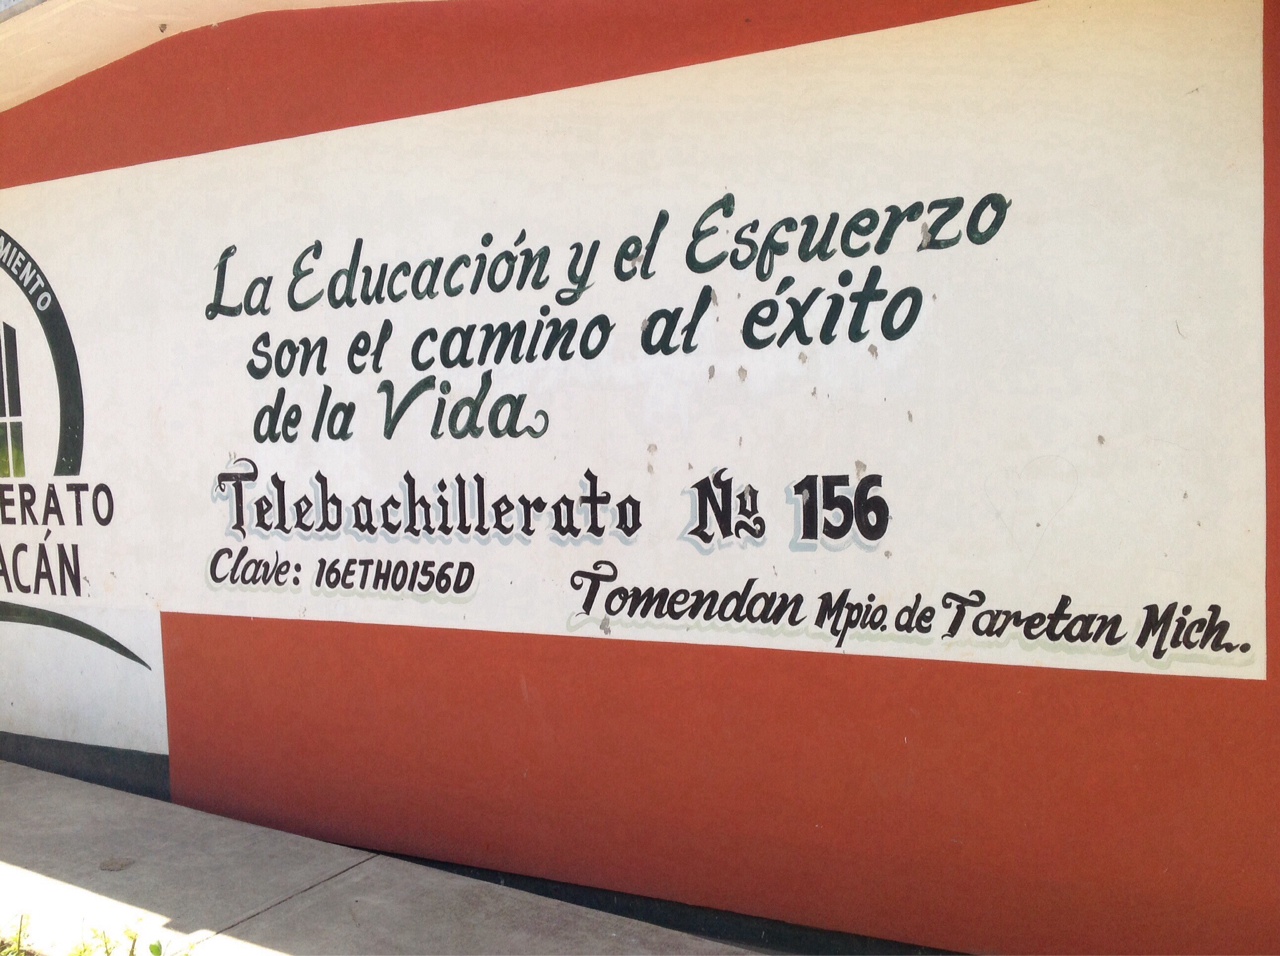 MIENTO
ERATO
ACÁN
La Educación y el Esfuerzo
son el camino al éxito
de la Vida
Telebachillerato Nº 156
Clave: 16ETH0156D
Tomendan Mpio. de Taretan Mich..